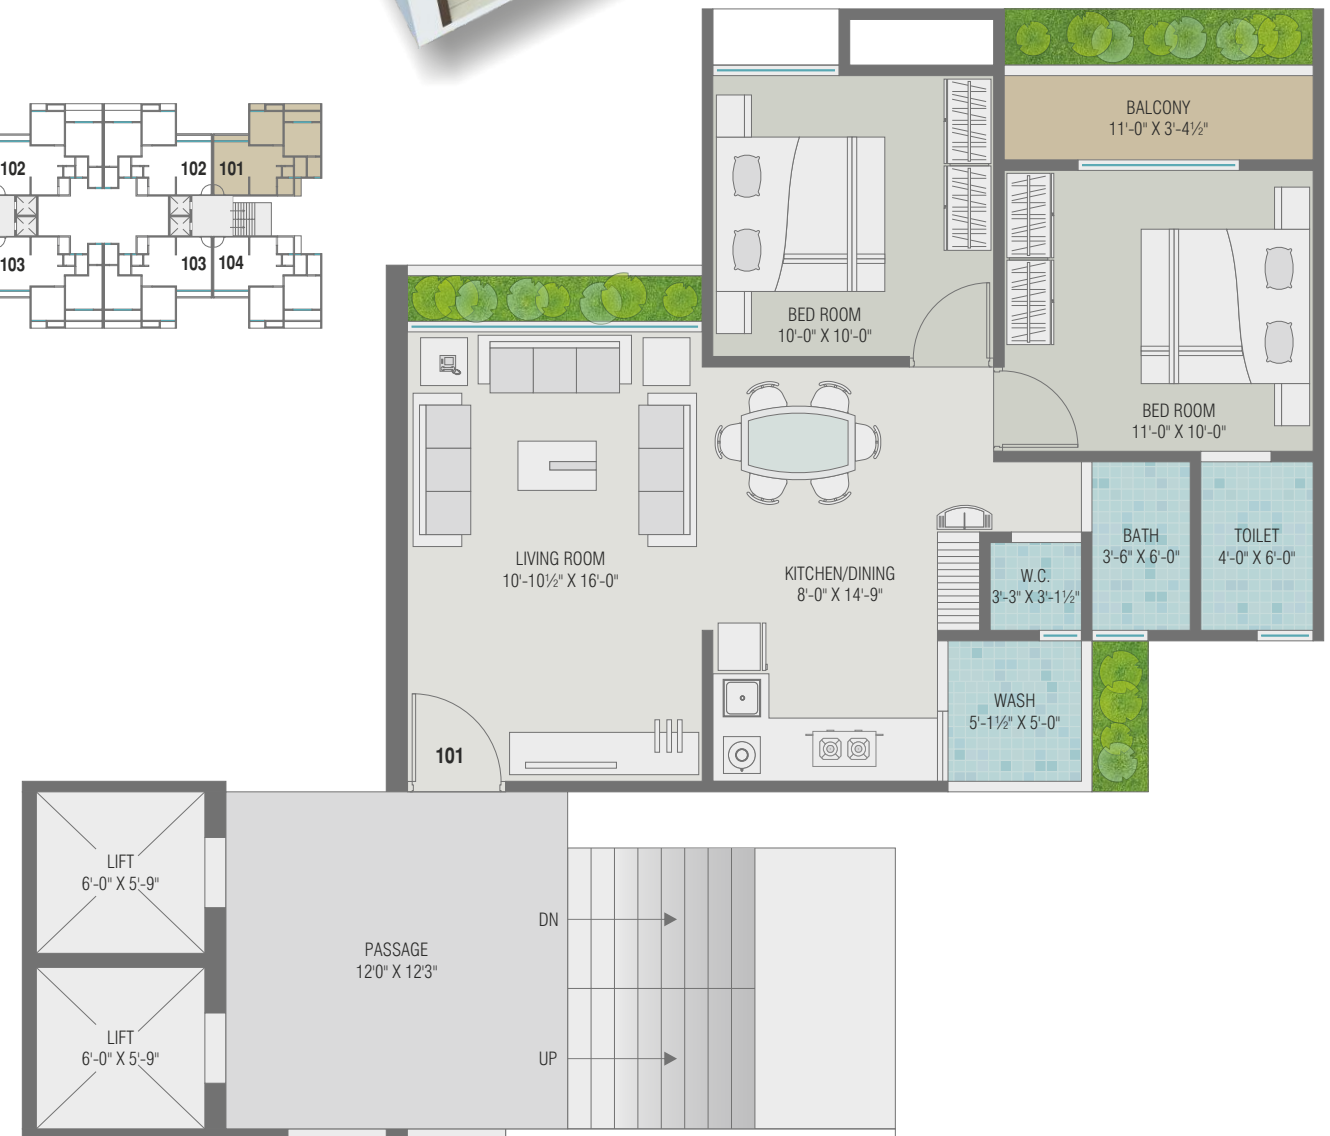 102
102
101
103
103
104
BALCONY
11'-0" X 3'-4½"
BED ROOM
10'-0" X 10'-0"
BED ROOM
11'-0" X 10'-0"
LIVING ROOM
10'-10½" X 16'-0"
KITCHEN/DINING
8'-0" X 14'-9"
W.C.
3'-3" X 3'-1½"
BATH
3'-6" X 6'-0"
TOILET
4'-0" X 6'-0"
WASH
5'-1½" X 5'-0"
101
LIFT
6'-0" X 5'-9"
PASSAGE
12'0" X 12'3"
DN
LIFT
6'-0" X 5'-9"
UP